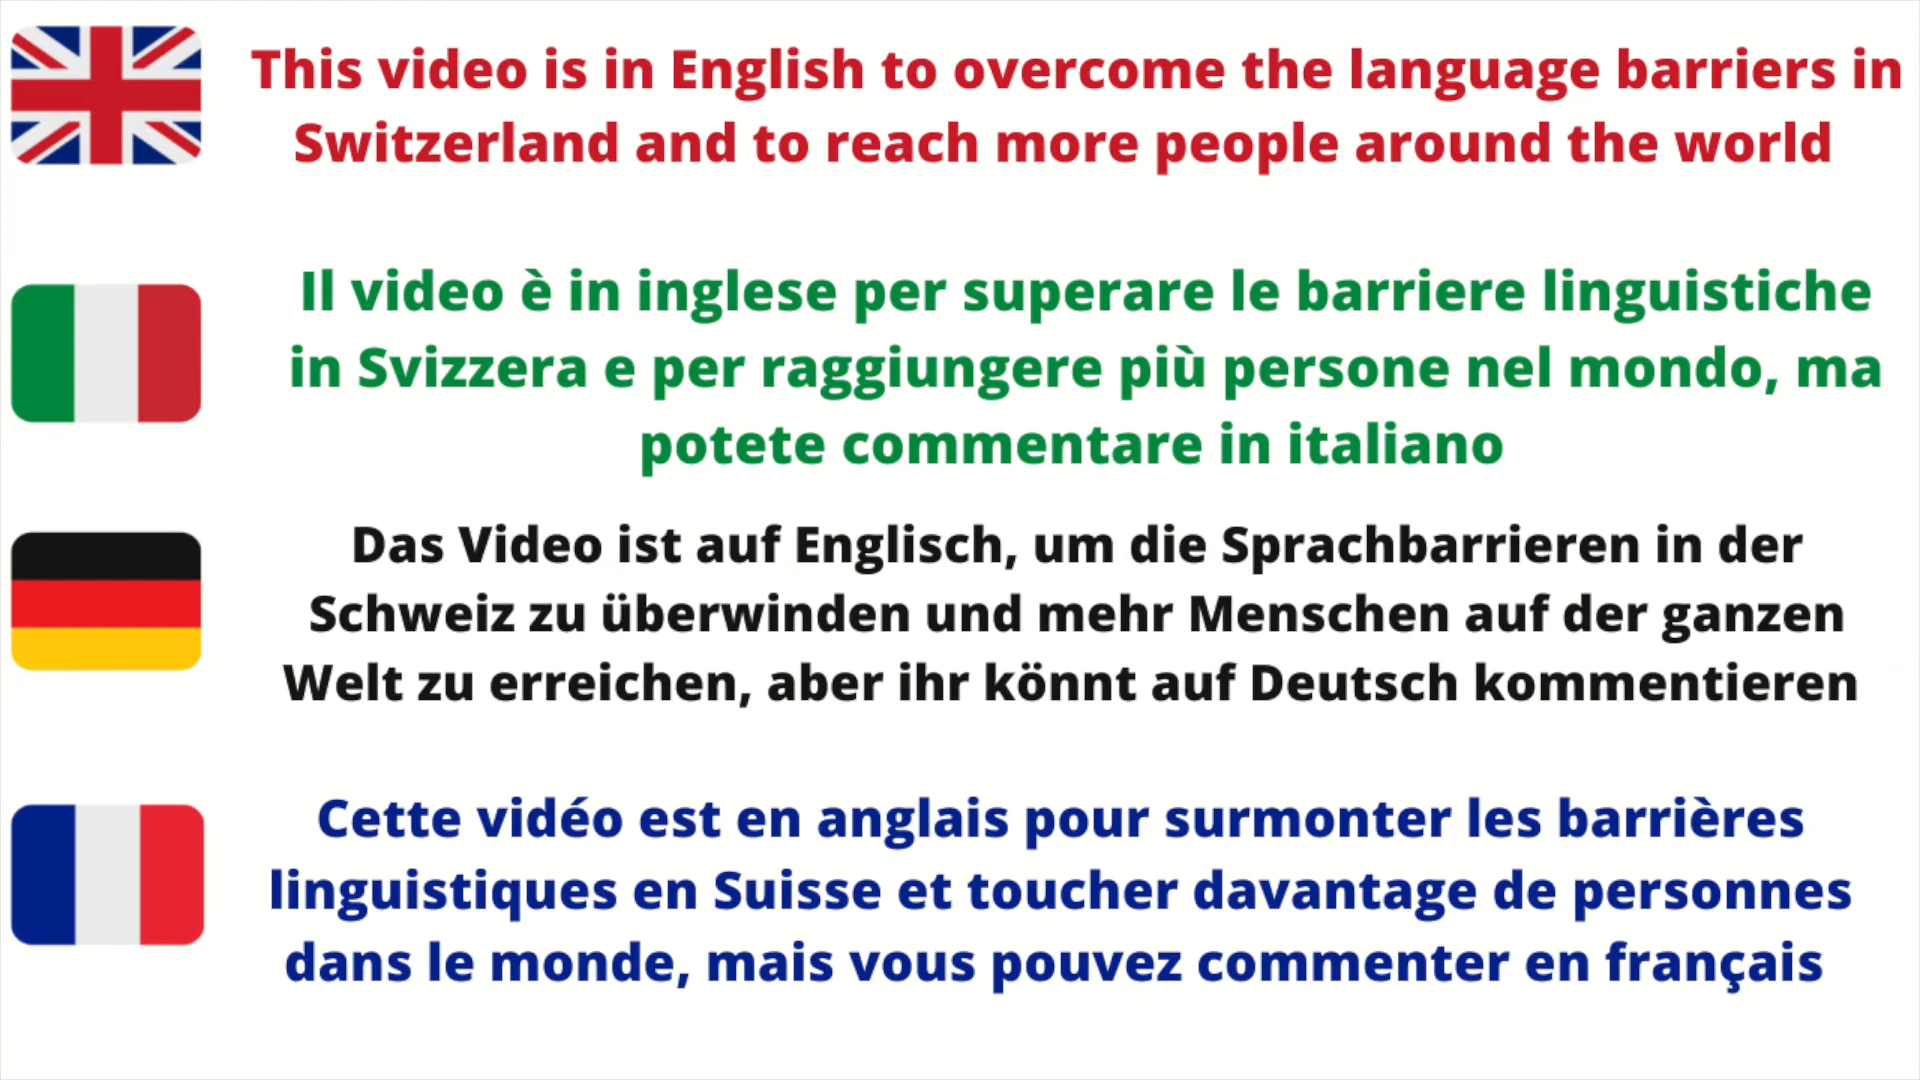 This video is in English to overcome the language barriers in
Switzerland and to reach more people around the world
Il video è in inglese per superare le barriere linguistiche
in Svizzera e per raggiungere più persone nel mondo, ma
potete commentare in italiano
Das Video ist auf Englisch, um die Sprachbarrieren in der
Schweiz zu überwinden und mehr Menschen auf der ganzen
Welt zu erreichen, aber ihr könnt auf Deutsch kommentieren
Cette vidéo est en anglais pour surmonter les barrières
linguistiques en Suisse et toucher davantage de personnes
dans le monde, mais vous pouvez commenter en français